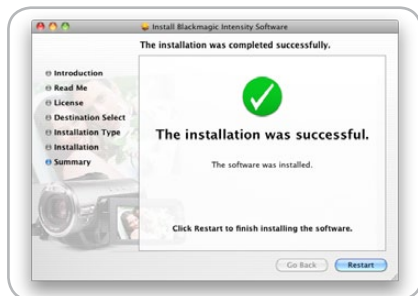 Install Blackmagic Intensity Software
The installation was completed successfully.
Introduction
Read Me
License
Destination Select
Installation Type
Installation
Summary
The installation was successful.
The software was installed.
Click Restart to finish installing the software.
Go Back
Restart